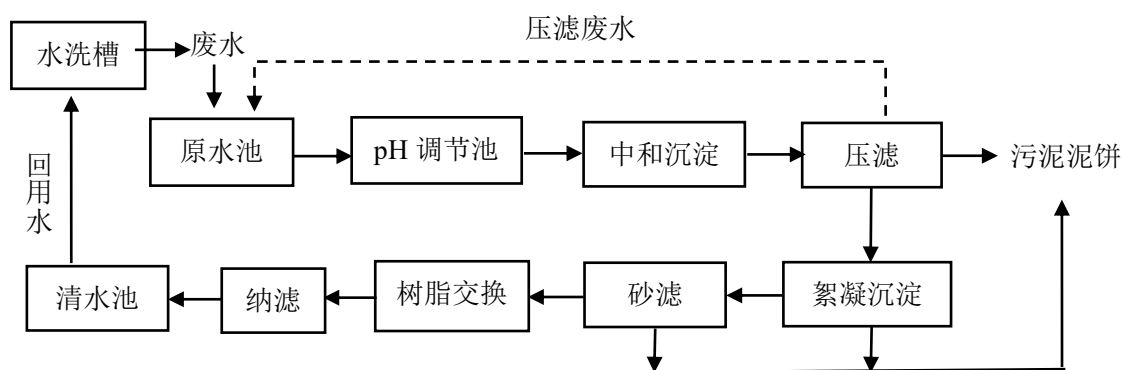 压滤废水
水洗槽
废水
原水池
pH 调节池
中和沉淀
压滤
污泥泥饼
回用水
清水池
纳滤
树脂交换
砂滤
絮凝沉淀